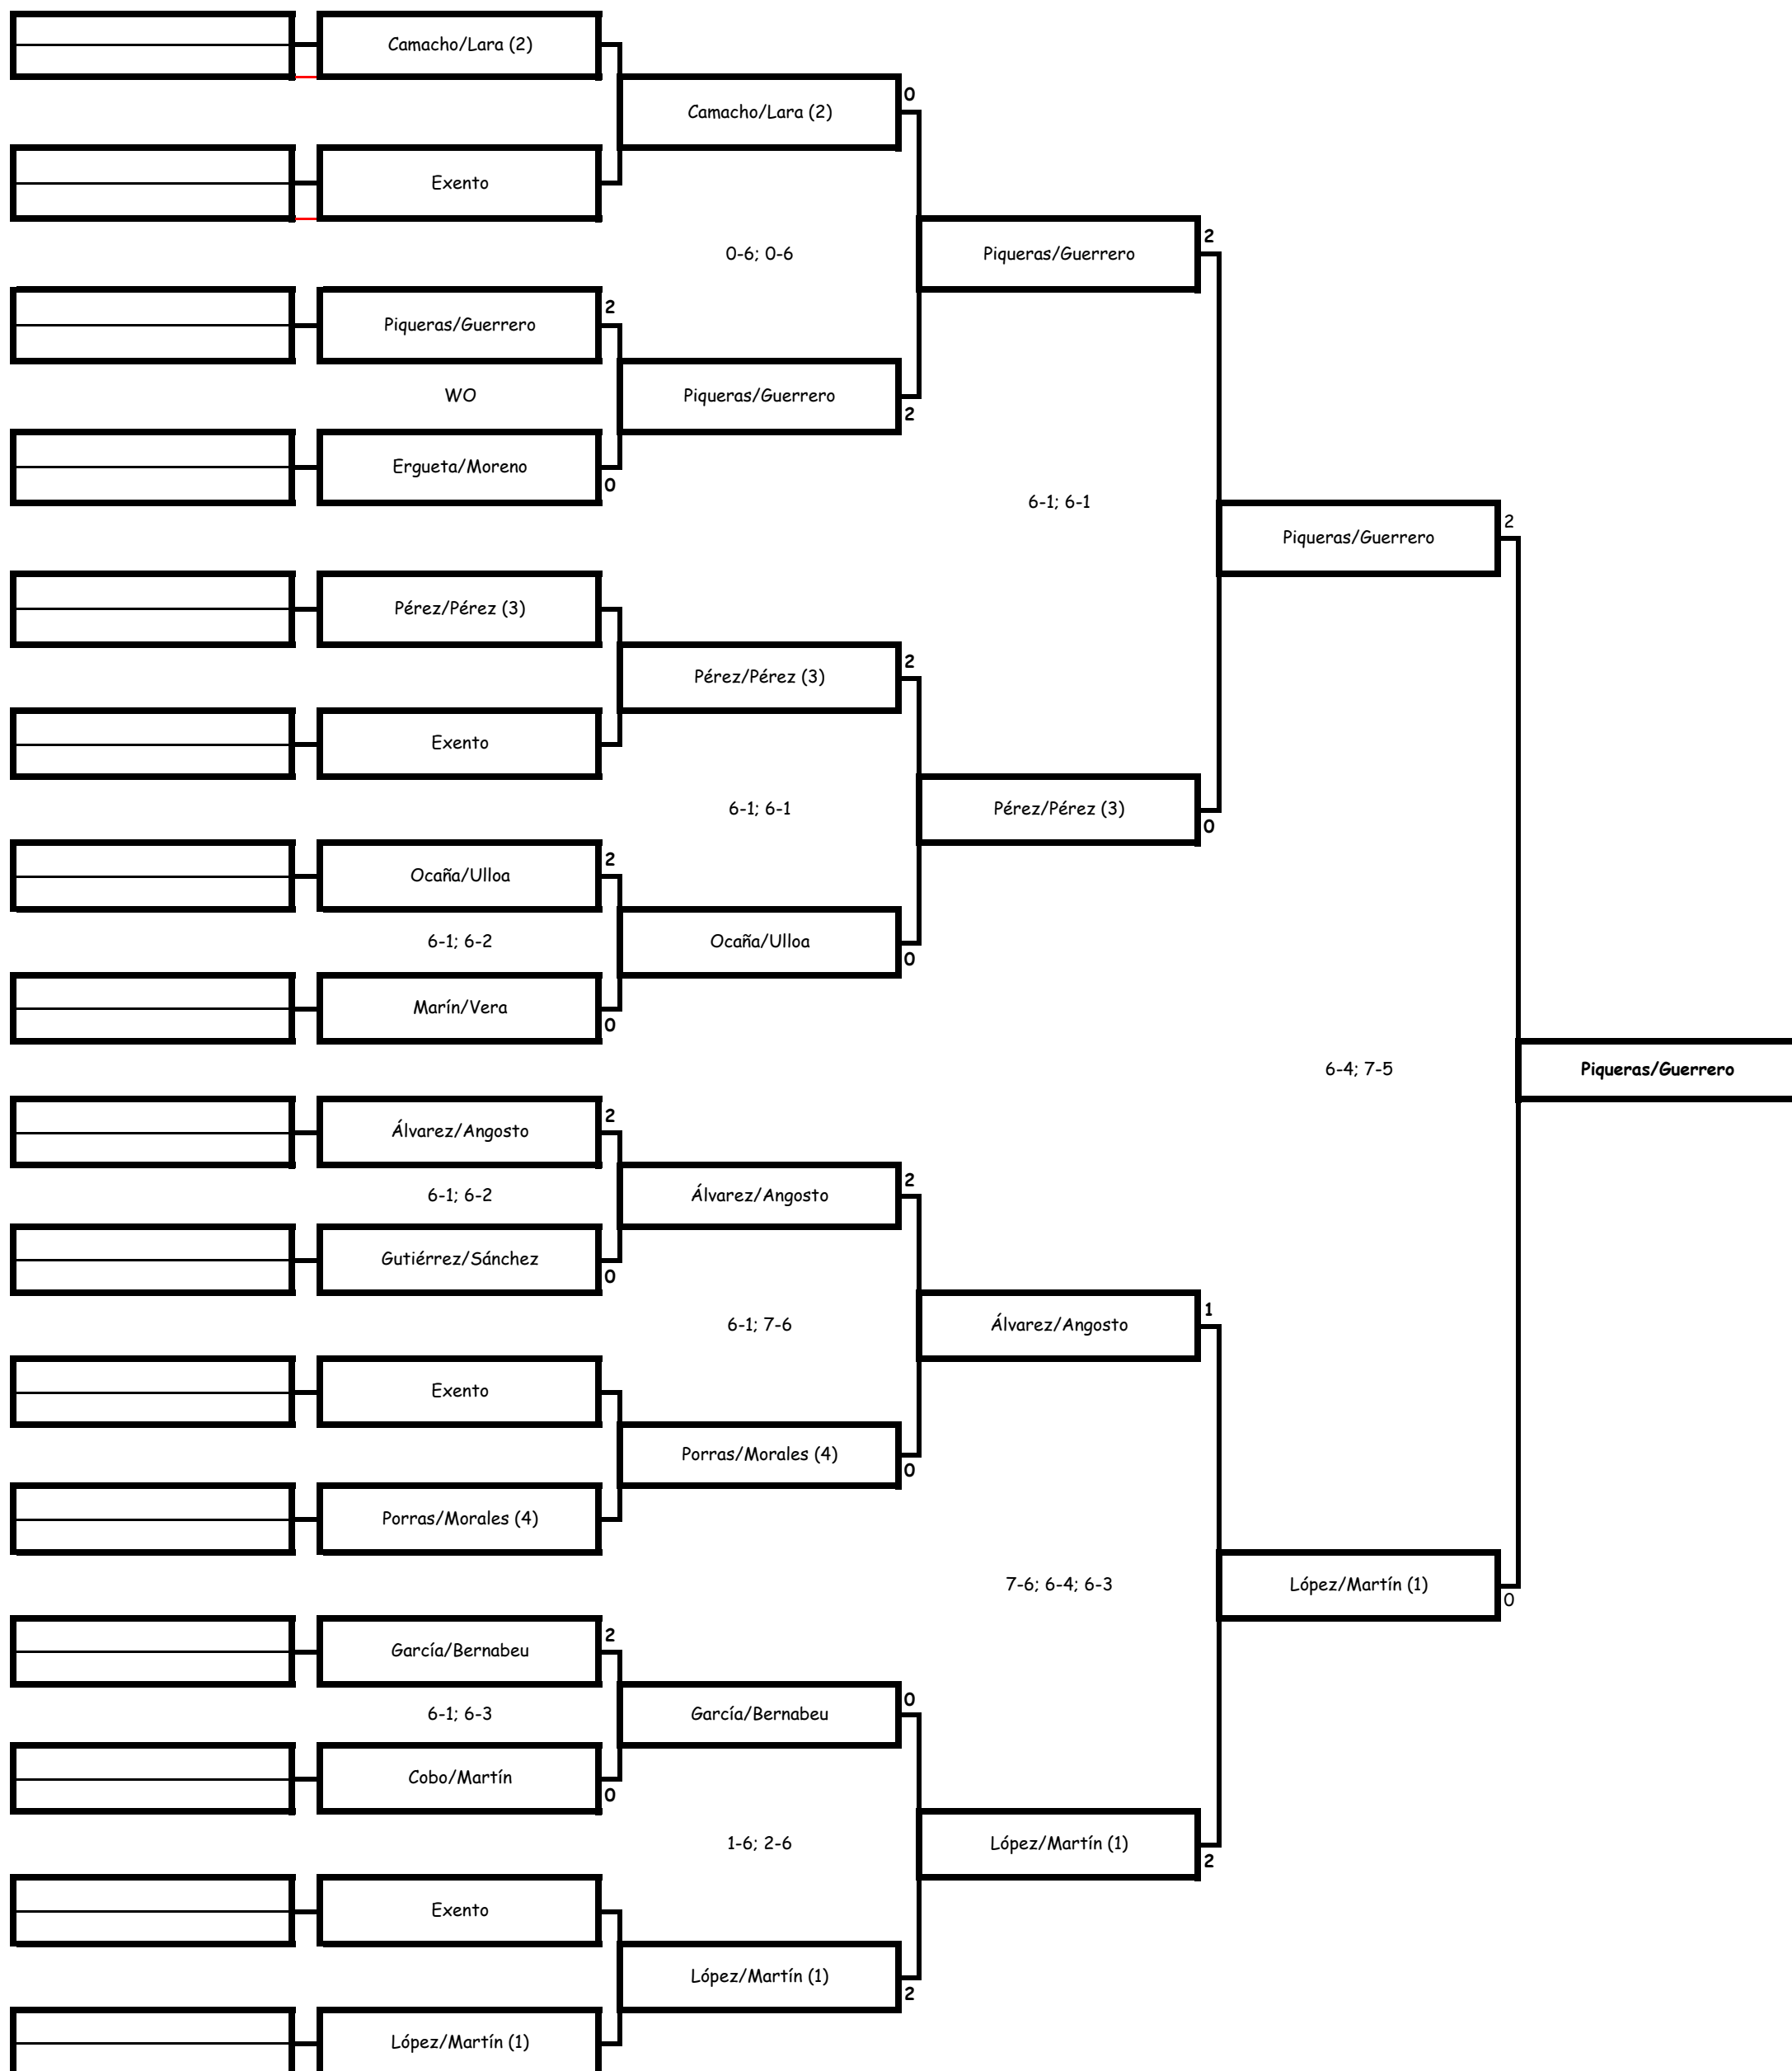 Camacho/Lara (2)
0
Camacho/Lara (2)
Exento
2
0-6; 0-6
Piqueras/Guerrero
2
Piqueras/Guerrero
WO
Piqueras/Guerrero
2
Ergueta/Moreno
0
6-1; 6-1
2
Piqueras/Guerrero
Pérez/Pérez (3)
2
Pérez/Pérez (3)
Exento
6-1; 6-1
Pérez/Pérez (3)
0
2
Ocaña/Ulloa
6-1; 6-2
Ocaña/Ulloa
0
Marín/Vera
0
6-4; 7-5
Piqueras/Guerrero
2
Álvarez/Angosto
2
6-1; 6-2
Álvarez/Angosto
Gutiérrez/Sánchez
0
1
6-1; 7-6
Álvarez/Angosto
Exento
Porras/Morales (4)
0
Porras/Morales (4)
7-6; 6-4; 6-3
López/Martín (1)
0
2
García/Bernabeu
0
6-1; 6-3
García/Bernabeu
Cobo/Martín
0
1-6; 2-6
López/Martín (1)
2
Exento
López/Martín (1)
2
López/Martín (1)